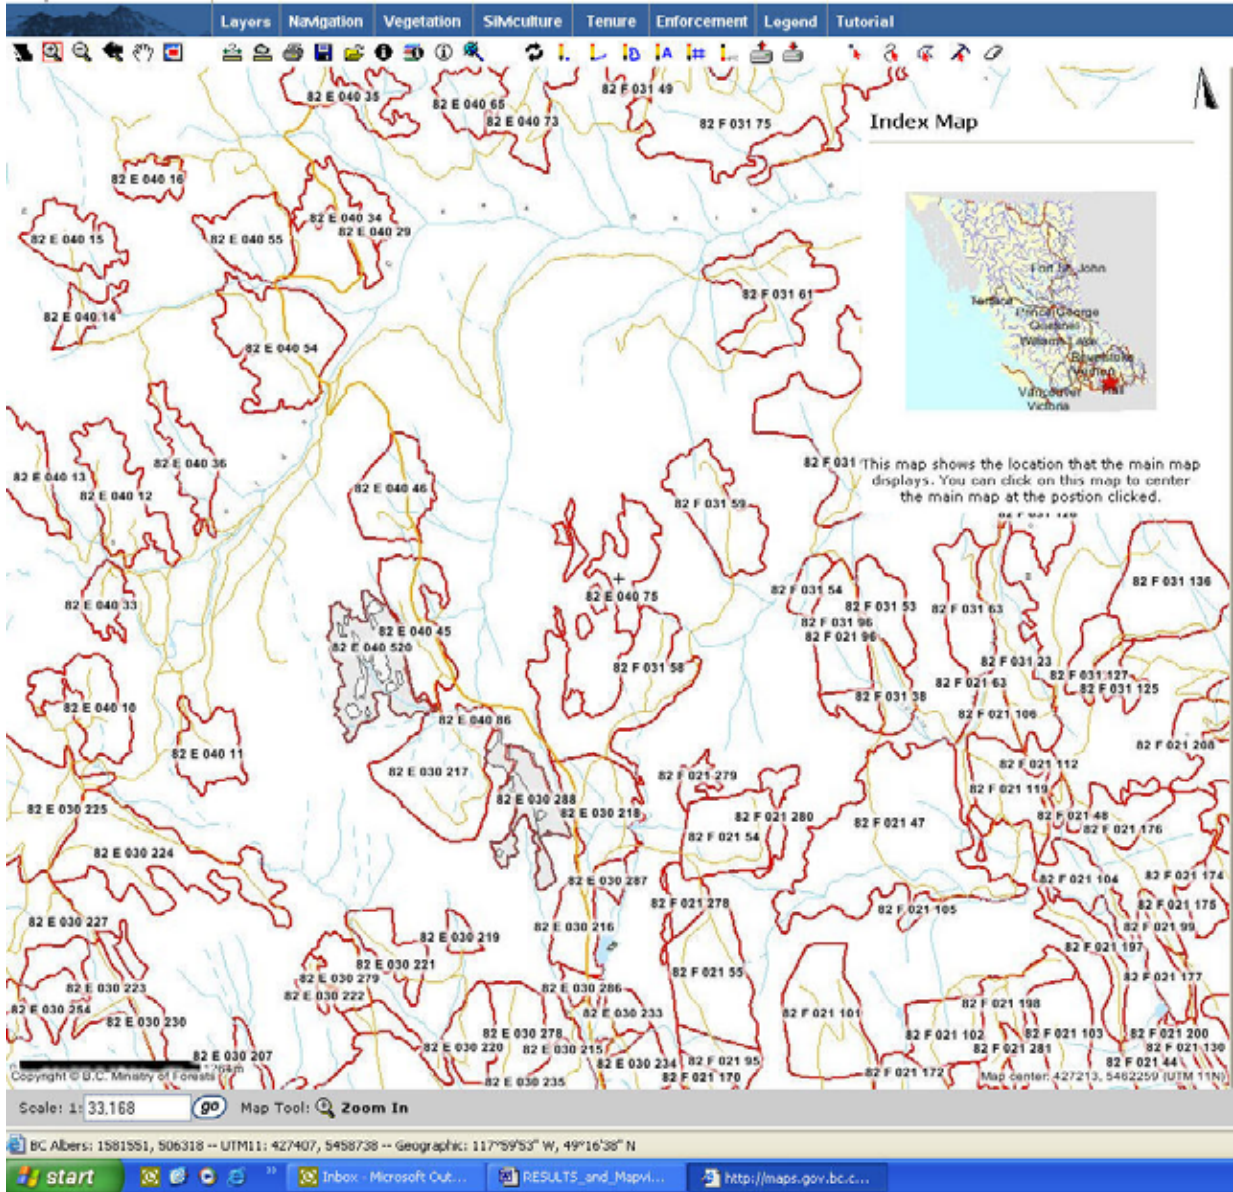 Layers Navigation Vegetation Silviculture Tenure Enforcement Legend Tutorial
82 E 040 35
82 E 040 65
82 E 040 73
82 F 031 49
82 F 031 75
Index Map
82 E 040 16
82 E 040 15
82 E 040 55
82 E 040 34
82 E 040 29
82 E 040 14
82 E 040 54
82 F 031 61
Fort St. John
Terrace
Prince George
Quesnel
Williams Lake
Revelstoke
Vernon
Vancouver
Victoria
82 E 040 13
82 E 040 12
82 E 040 36
82 E 040 46
82 F 031 59
82 F 031
This map shows the location that the main map
displays. You can click on this map to center
the main map at the postion clicked.
82 E 040 33
82 E 040 75
82 F 031 54
82 F 031 53
82 F 031 63
82 F 031 136
82 E 040 45
82 E 040 520
82 F 031 96
82 F 021 96
82 F 031 58
82 F 031 23
82 F 031 127
82 F 031 125
82 F 021 63
82 F 031 38
82 E 040 10
82 E 040 86
82 F 021 106
82 E 040 11
82 F 021 208
82 E 030 217
82 F 021 279
82 F 021 112
82 F 021 119
82 E 030 225
82 E 030 288
82 E 030 218
82 F 021 280
82 F 021 54
82 F 021 47
82 F 021 48
82 F 021 176
82 E 030 224
82 E 030 287
82 F 021 104
82 F 021 174
82 F 021 278
82 F 021 105
82 F 021 175
82 E 030 227
82 E 030 216
82 F 021 99
82 E 030 219
82 F 021 197
82 E 030 221
82 E 030 279
82 E 030 222
82 F 021 55
82 F 021 177
82 E 030 223
82 E 030 286
82 E 030 254
82 E 030 230
82 E 030 233
82 F 021 101
82 F 021 198
82 E 030 278
82 F 021 102
82 F 021 103
82 F 021 200
82 E 030 220
82 E 030 215
82 F 021 281
82 F 021 130
82 E 030 207
82 E 030 234
82 F 021 95
82 F 021 44
82 E 030 235
82 F 021 170
82 F 021 172
Copyright © B.C. Ministry of Forests
Map center: 427213, 5462259 (UTM 11N)
Scale: 1: 33.168 go Map Tool: Zoom In
BC Albers: 1581551, 506318 -- UTM11: 427407, 5458738 -- Geographic: 117°59'53" W, 49°16'38" N
start Inbox - Microsoft Out... RESULTS_and_Mapvi... http://maps.gov.bc.c...